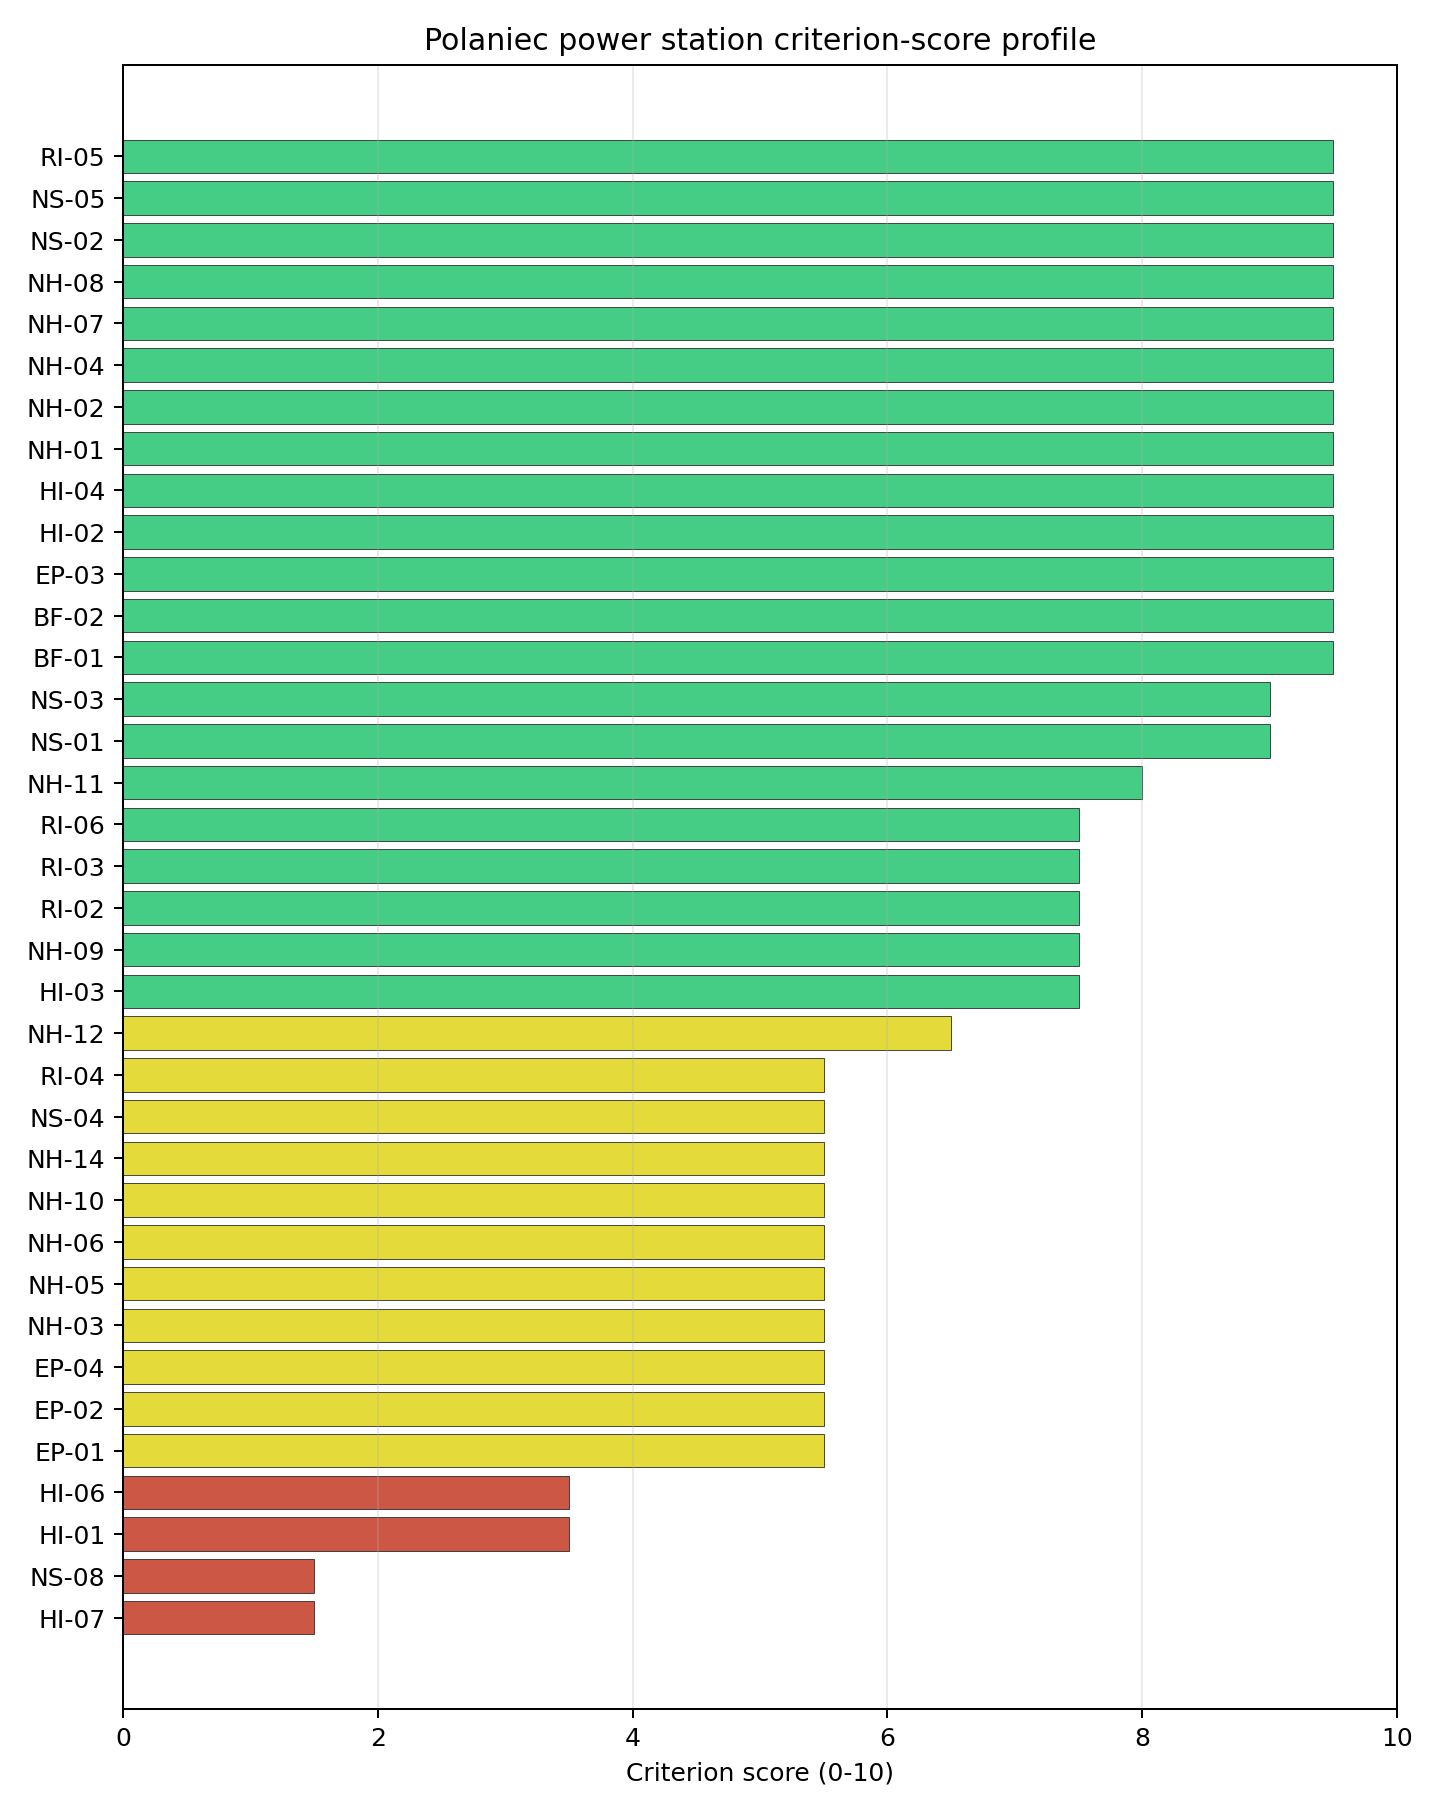 Polaniec power station criterion-score profile
RI-05
NS-05
NS-02
NH-08
NH-07
NH-04
NH-02
NH-01
HI-04
HI-02
EP-03
BF-02
BF-01
NS-03
NS-01
NH-11
RI-06
RI-03
RI-02
NH-09
HI-03
NH-12
RI-04
NS-04
NH-14
NH-10
NH-06
NH-05
NH-03
EP-04
EP-02
EP-01
HI-06
HI-01
NS-08
HI-07
0 2 4 6 8 10
Criterion score (0-10)